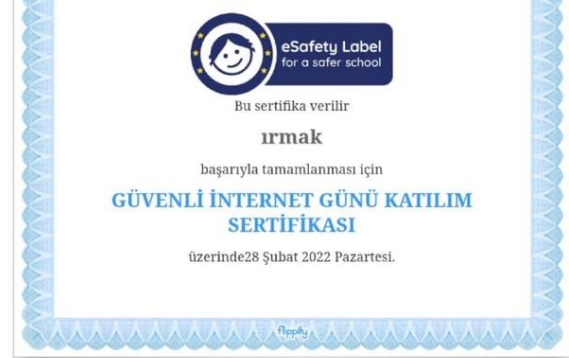 eSafety Label
for a safer school
Bu sertifika verilir
ırmak
başarıyla tamamlanması için
GÜVENLİ İNTERNET GÜNÜ KATILIM
SERTİFİKASI
üzerinde28 Şubat 2022 Pazartesi.
flippity